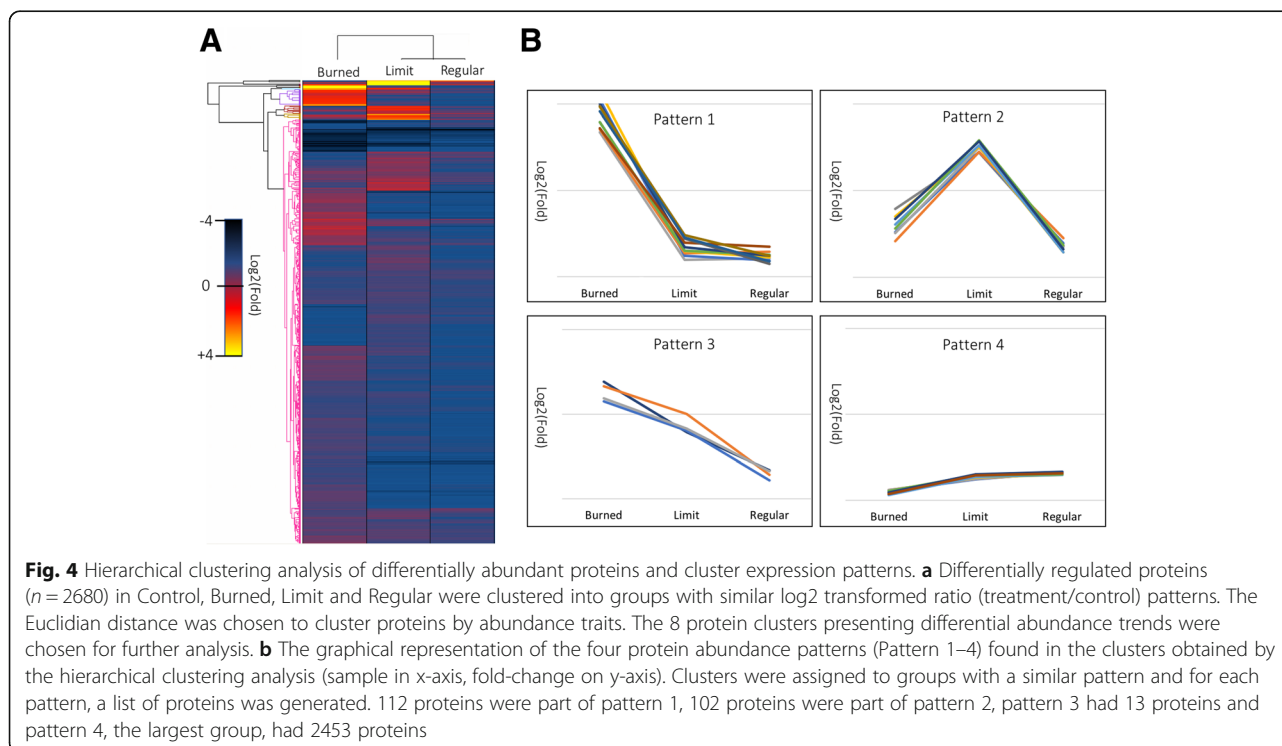 A
B
Burned
Limit
Regular
-4
0
+4
Log2(Fold)
Pattern 1
Log2(Fold)
Burned
Limit
Regular
Pattern 2
Log2(Fold)
Burned
Limit
Regular
Pattern 3
Log2(Fold)
Burned
Limit
Regular
Pattern 4
Log2(Fold)
Burned
Limit
Regular
Fig. 4 Hierarchical clustering analysis of differentially abundant proteins and cluster expression patterns. a Differentially regulated proteins
(n = 2680) in Control, Burned, Limit and Regular were clustered into groups with similar log2 transformed ratio (treatment/control) patterns. The
Euclidian distance was chosen to cluster proteins by abundance traits. The 8 protein clusters presenting differential abundance trends were
chosen for further analysis. b The graphical representation of the four protein abundance patterns (Pattern 1–4) found in the clusters obtained by
the hierarchical clustering analysis (sample in x-axis, fold-change on y-axis). Clusters were assigned to groups with a similar pattern and for each
pattern, a list of proteins was generated. 112 proteins were part of pattern 1, 102 proteins were part of pattern 2, pattern 3 had 13 proteins and
pattern 4, the largest group, had 2453 proteins